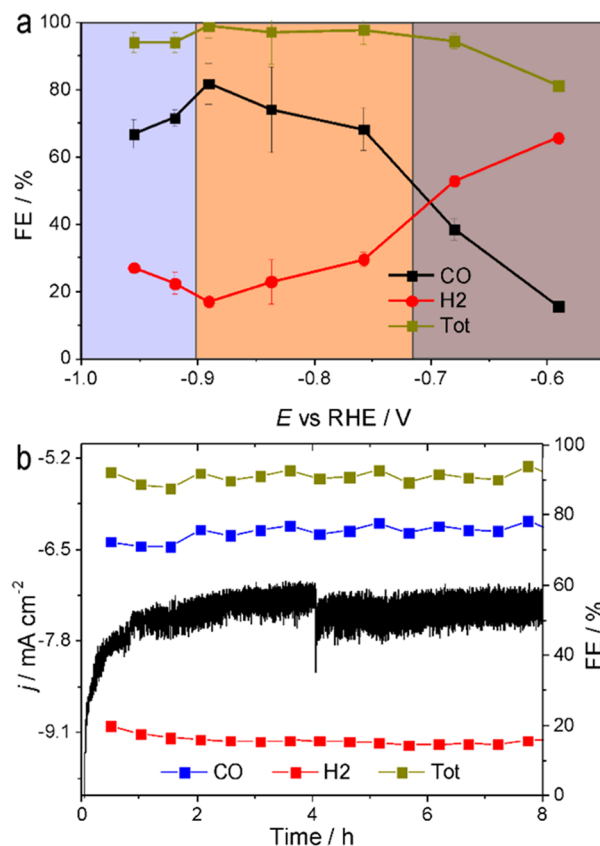 a
100
80
60
40
20
0
FE / %
CO
H2
Tot
-1.0 -0.9 -0.8 -0.7 -0.6
E vs RHE / V
b
-5.2
-6.5
-7.8
-9.1
j / mA cm-2
100
80
60
40
20
0
FE / %
CO H2 Tot
0 2 4 6 8
Time / h